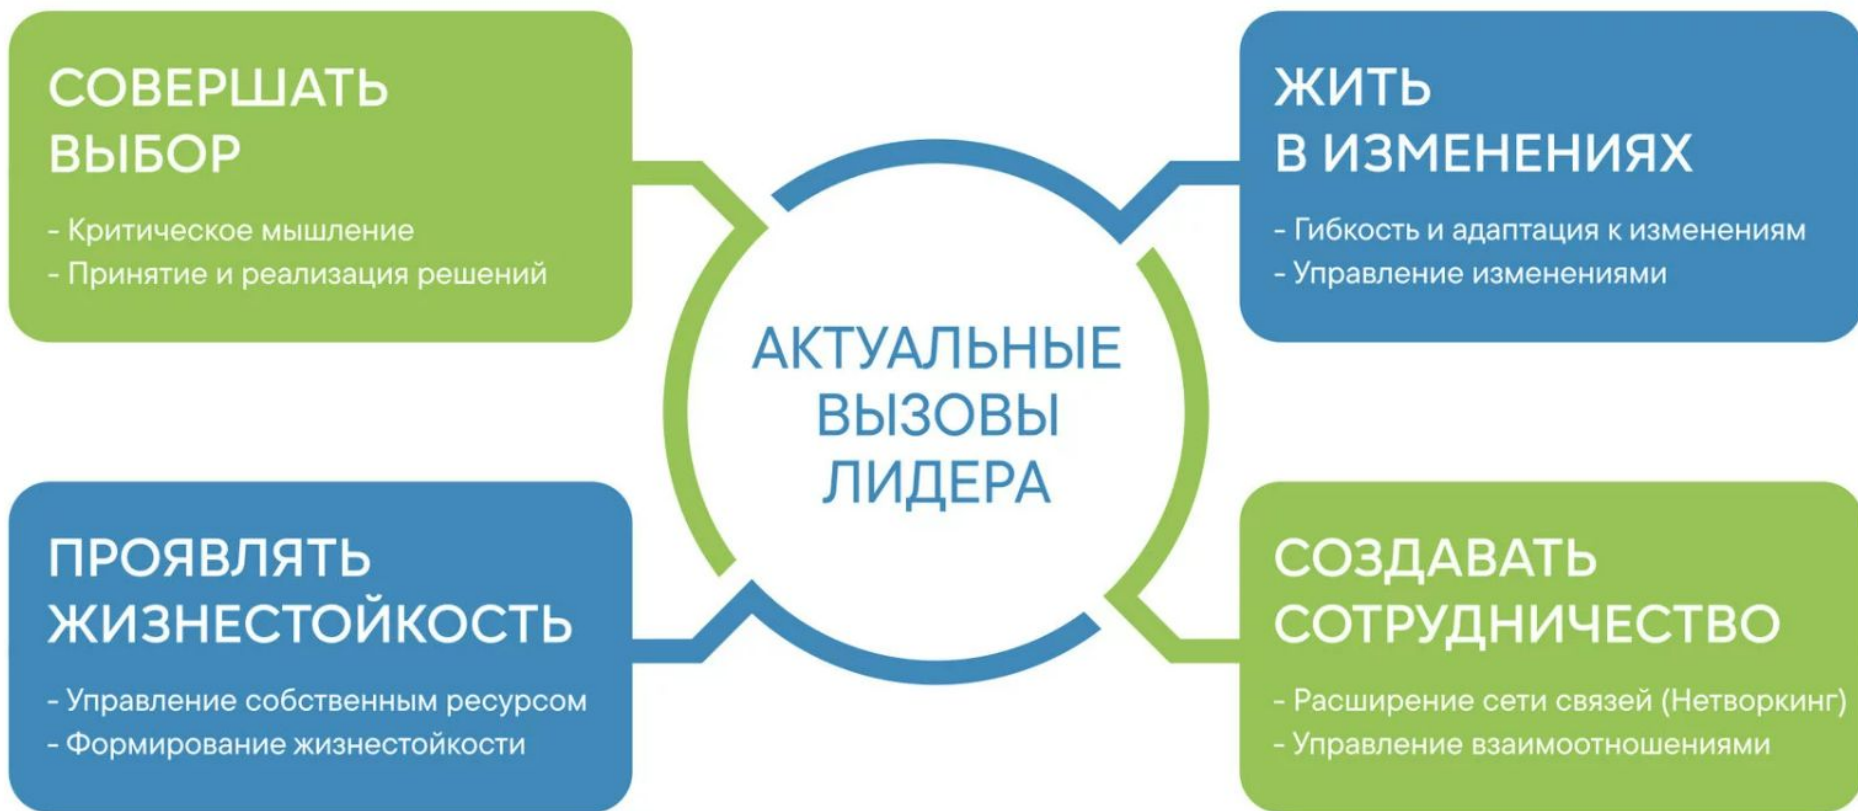 СОВЕРШАТЬ
ВЫБОР
- Критическое мышление
- Принятие и реализация решений
ЖИТЬ
В ИЗМЕНЕНИЯХ
- Гибкость и адаптация к изменениям
- Управление изменениями
АКТУАЛЬНЫЕ
ВЫЗОВЫ
ЛИДЕРА
ПРОЯВЛЯТЬ
ЖИЗНЕСТОЙКОСТЬ
- Управление собственным ресурсом
- Формирование жизнестойкости
СОЗДАВАТЬ
СОТРУДНИЧЕСТВО
- Расширение сети связей (Нетворкинг)
- Управление взаимоотношениями